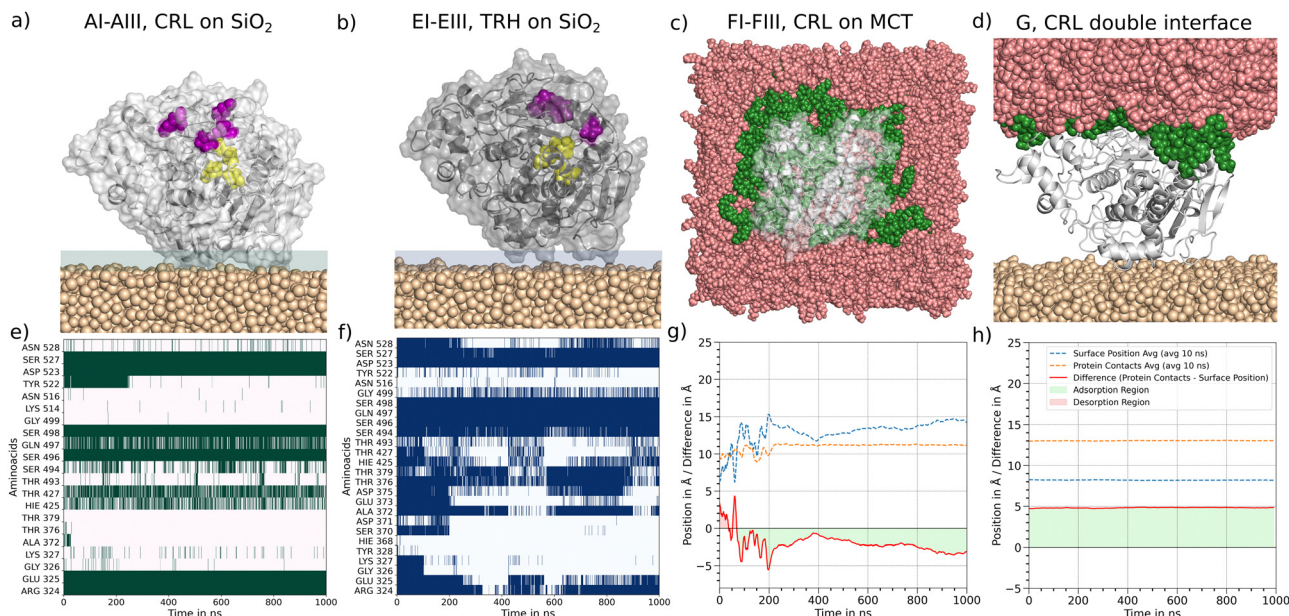 a) AI-AIII, CRL on SiO₂
b) EI-EIII, TRH on SiO₂
c) FI-FIII, CRL on MCT
d) G, CRL double interface
e)
Aminoacids
ASN 528
SER 527
ASP 523
TYR 522
ASN 516
LYS 514
GLY 499
SER 498
GLN 497
SER 496
SER 494
THR 493
THR 427
HIE 425
THR 379
THR 376
ALA 372
LYS 327
GLY 326
GLU 325
ARG 324
0 200 400 600 800 1000
Time in ns
f)
Aminoacids
ASN 528
SER 527
ASP 523
TYR 522
ASN 516
GLY 499
SER 498
GLN 497
SER 496
SER 494
THR 493
THR 427
HIE 425
THR 379
THR 376
ASP 375
GLU 373
ALA 372
ASP 371
SER 370
HIE 368
TYR 328
LYS 327
GLY 326
GLU 325
ARG 324
0 200 400 600 800 1000
Time in ns
g)
Position in Å / Difference in Å
25
20
15
10
5
0
−5
0 200 400 600 800 1000
Time in ns
h)
Position in Å / Difference in Å
25
20
15
10
5
0
−5
Surface Position Avg (avg 10 ns)
Protein Contacts Avg (avg 10 ns)
Difference (Protein Contacts - Surface Position)
Adsorption Region
Desorption Region
0 200 400 600 800 1000
Time in ns